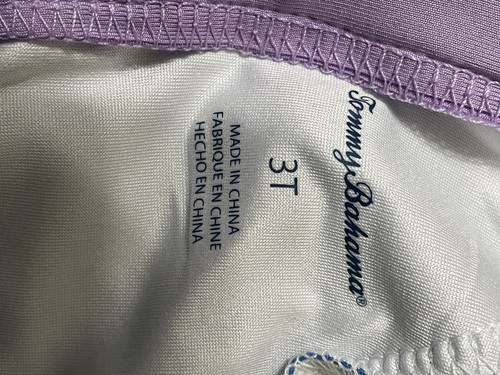 Tommy Bahama®
3T
MADE IN CHINA
FABRIQUE EN CHINE
HECHO EN CHINA